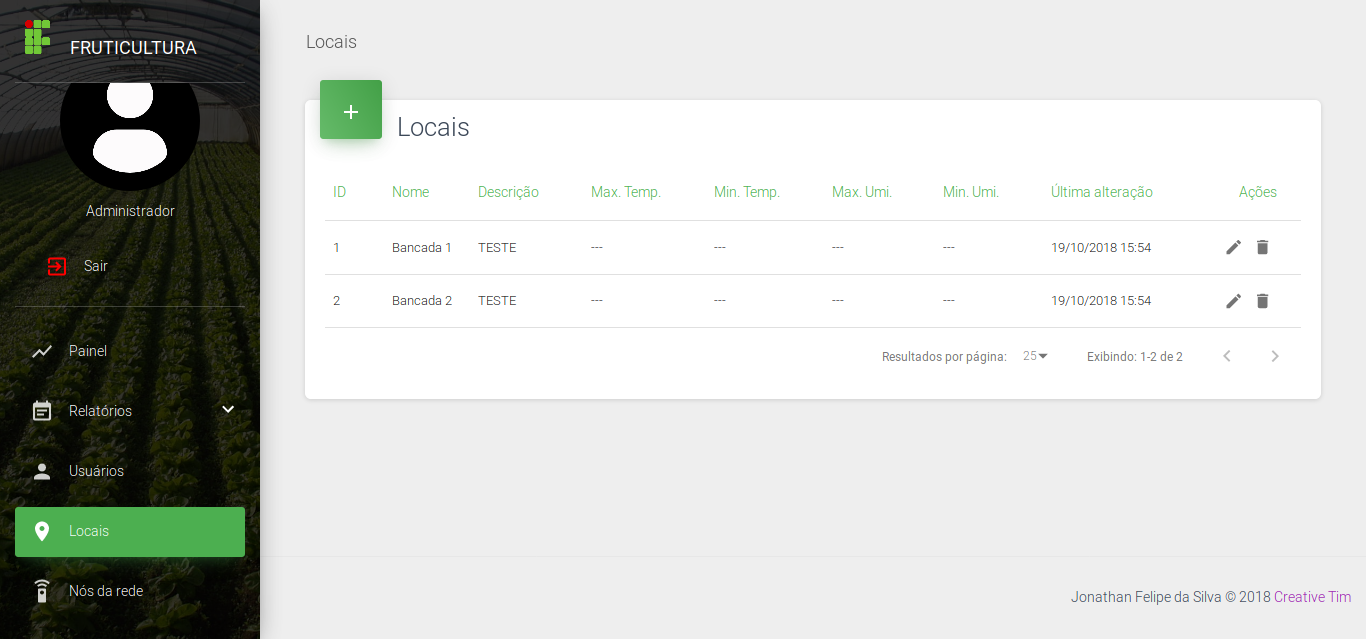 FRUTICULTURA
Administrador
Sair
Painel
Relatórios
Usuários
Locais
Nós da rede
Locais
+ Locais
ID Nome Descrição Max. Temp. Min. Temp. Max. Umi. Min. Umi. Última alteração Ações
1 Bancada 1 TESTE --- --- --- --- 19/10/2018 15:54
2 Bancada 2 TESTE --- --- --- --- 19/10/2018 15:54
Resultados por página: 25 Exibindo: 1-2 de 2
Jonathan Felipe da Silva © 2018 Creative Tim